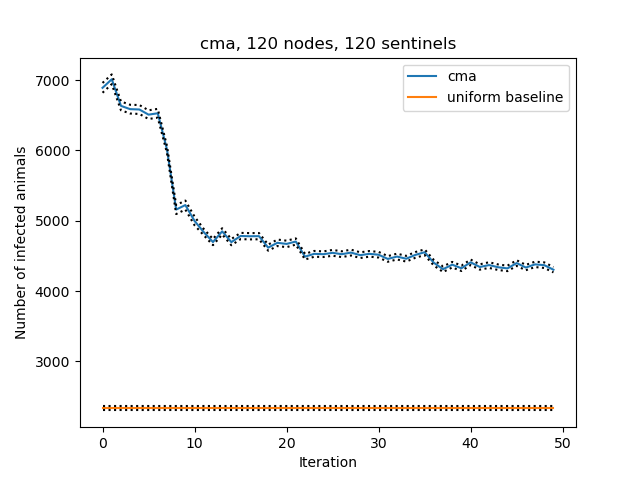 cma, 120 nodes, 120 sentinels
cma
uniform baseline
7000
6000
5000
4000
3000
Number of infected animals
0 10 20 30 40 50
Iteration